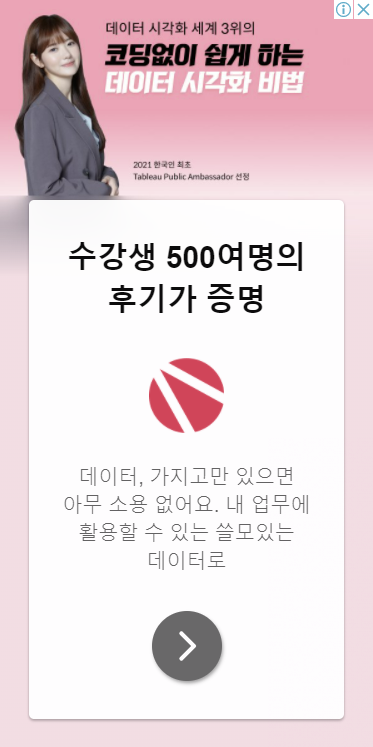 데이터 시각화 세계 3위의
코딩없이 쉽게 하는
데이터 시각화 비법
2021 한국인 최초
Tableau Public Ambassador 선정
수강생 500여명의
후기가 증명
데이터, 가지고만 있으면
아무 소용 없어요. 내 업무에
활용할 수 있는 쓸모있는
데이터로